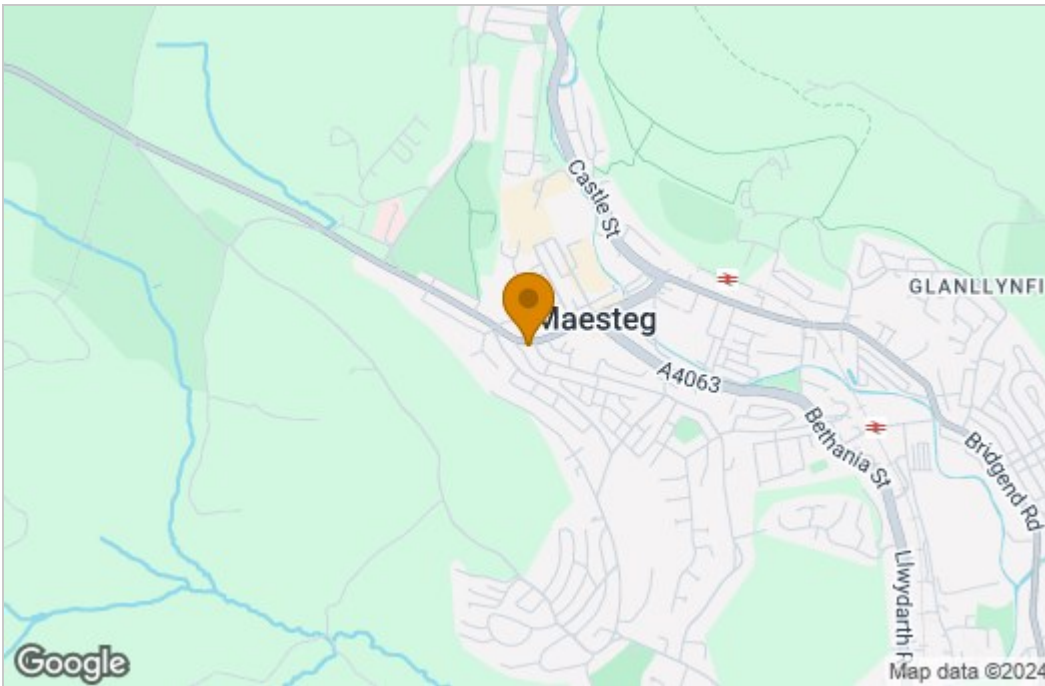 Castle St
GLANLLYNFI
Maesteg
A4063
Bethania St
Bridgend Rd
Llwydarth R
Google
Map data ©2024